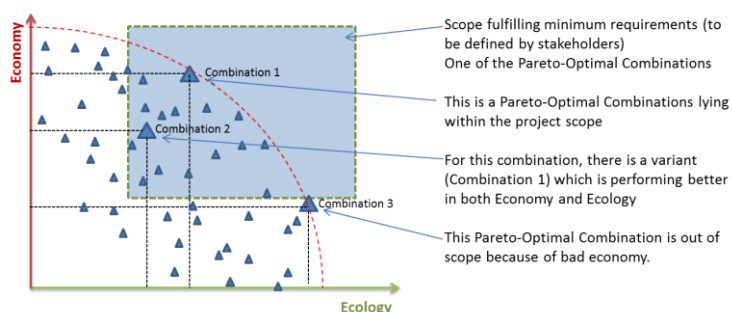 Economy
Ecology
Combination 1
Combination 2
Combination 3
Scope fulfilling minimum requirements (to
be defined by stakeholders)
One of the Pareto-Optimal Combinations
This is a Pareto-Optimal Combinations lying
within the project scope
For this combination, there is a variant
(Combination 1) which is performing better
in both Economy and Ecology
This Pareto-Optimal Combination is out of
scope because of bad economy.